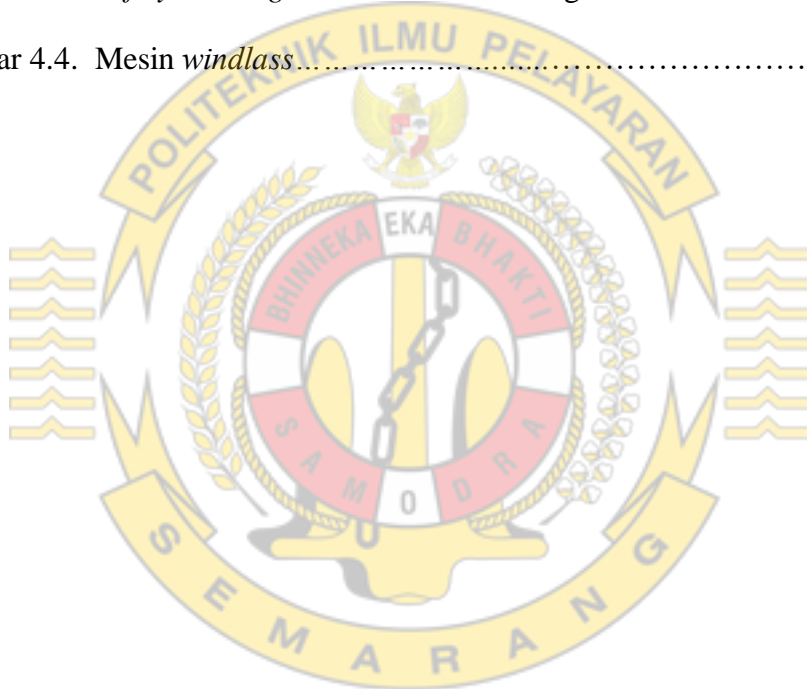 ar 4.4. Mesin windlass………………….......…………………………
POLITEKNIK ILMU PELAYARAN
BHINNEKA EKA BHAKTI
SAMODRA
SEMARANG